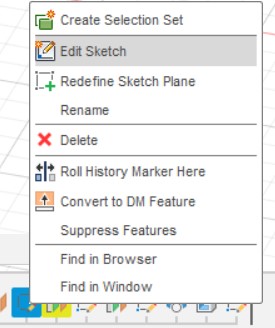 Create Selection Set
Edit Sketch
Redefine Sketch Plane
Rename
Delete
Roll History Marker Here
Convert to DM Feature
Suppress Features
Find in Browser
Find in Window